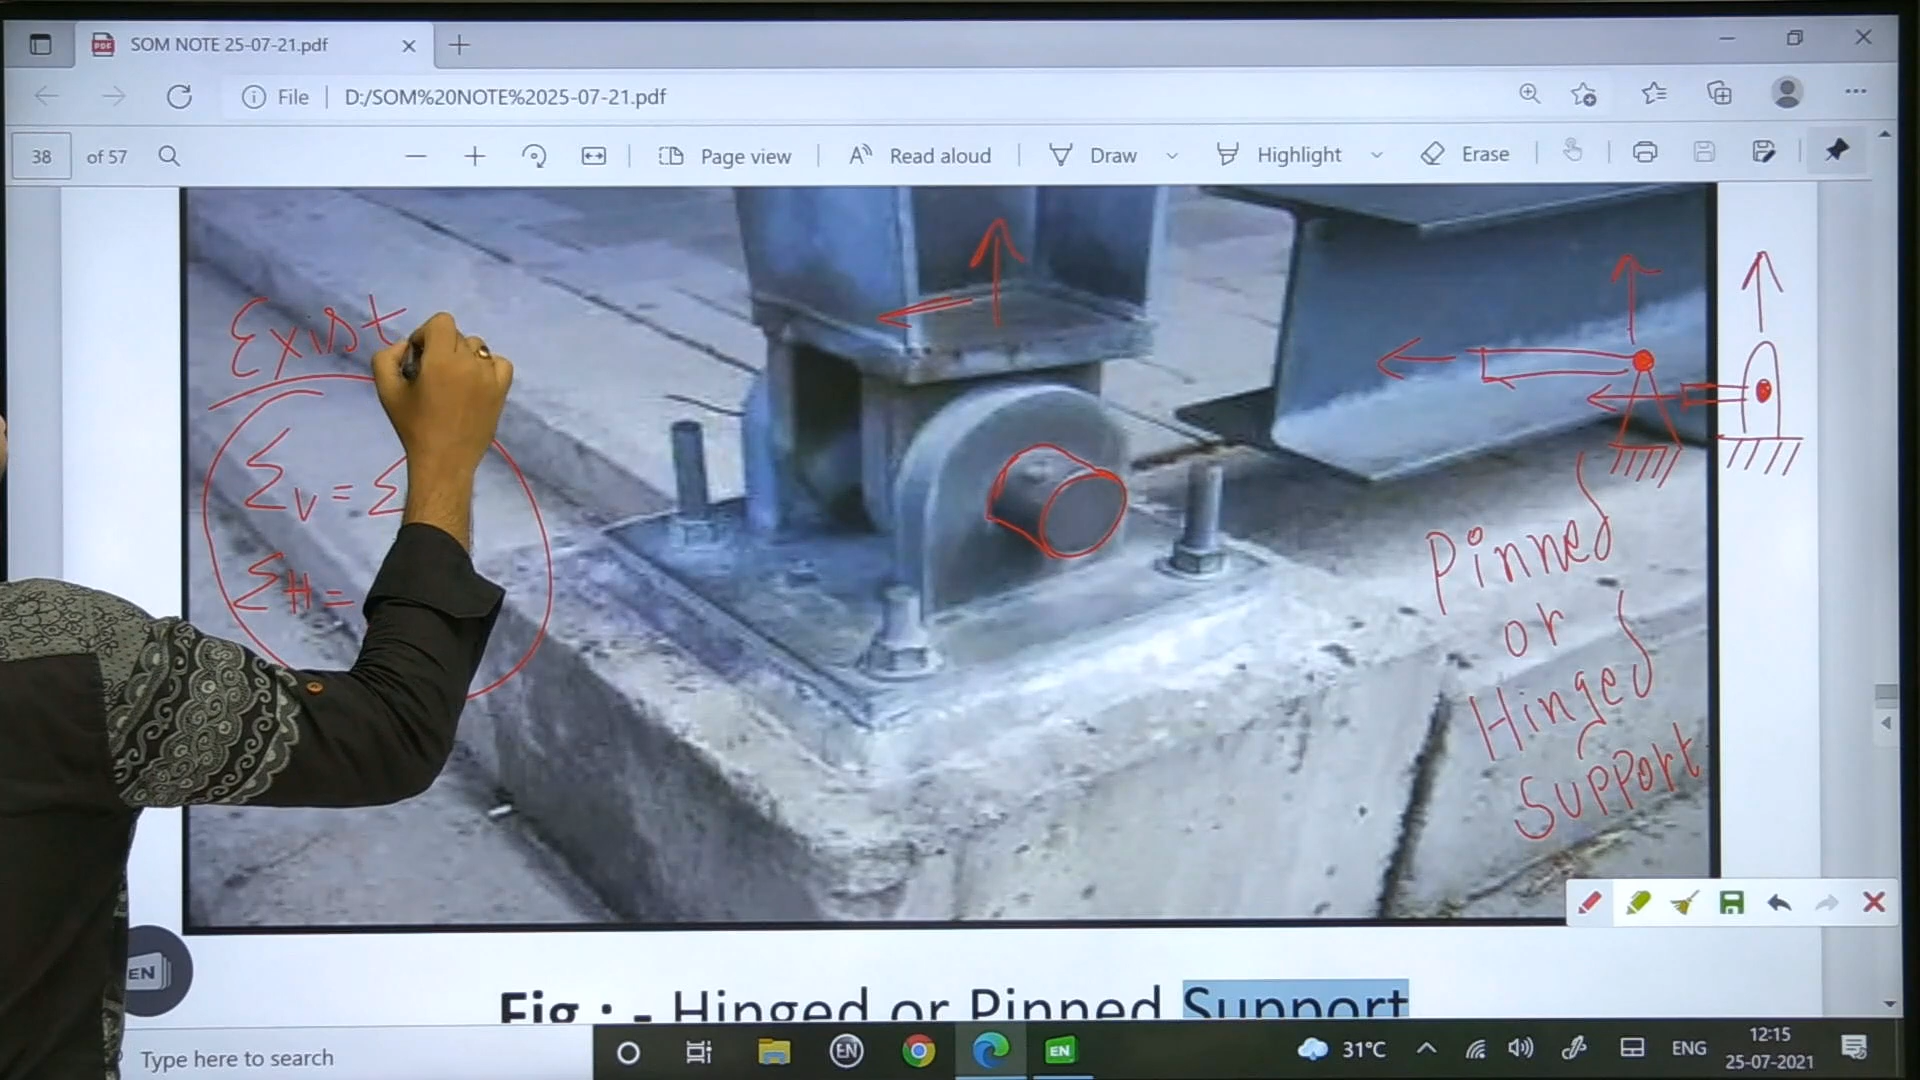 SOM NOTE 25-07-21.pdf
File
D:/SOM%20NOTE%2025-07-21.pdf
38 of 57
Page view
Read aloud
Draw
Highlight
Erase
Exist
Σv = Σ
ΣH =
Pinned
or
Hinged
Support
EN
Fig : - Hinged or Pinned Support
Type here to search
EN
EN
31°C
ENG
12:15
25-07-2021